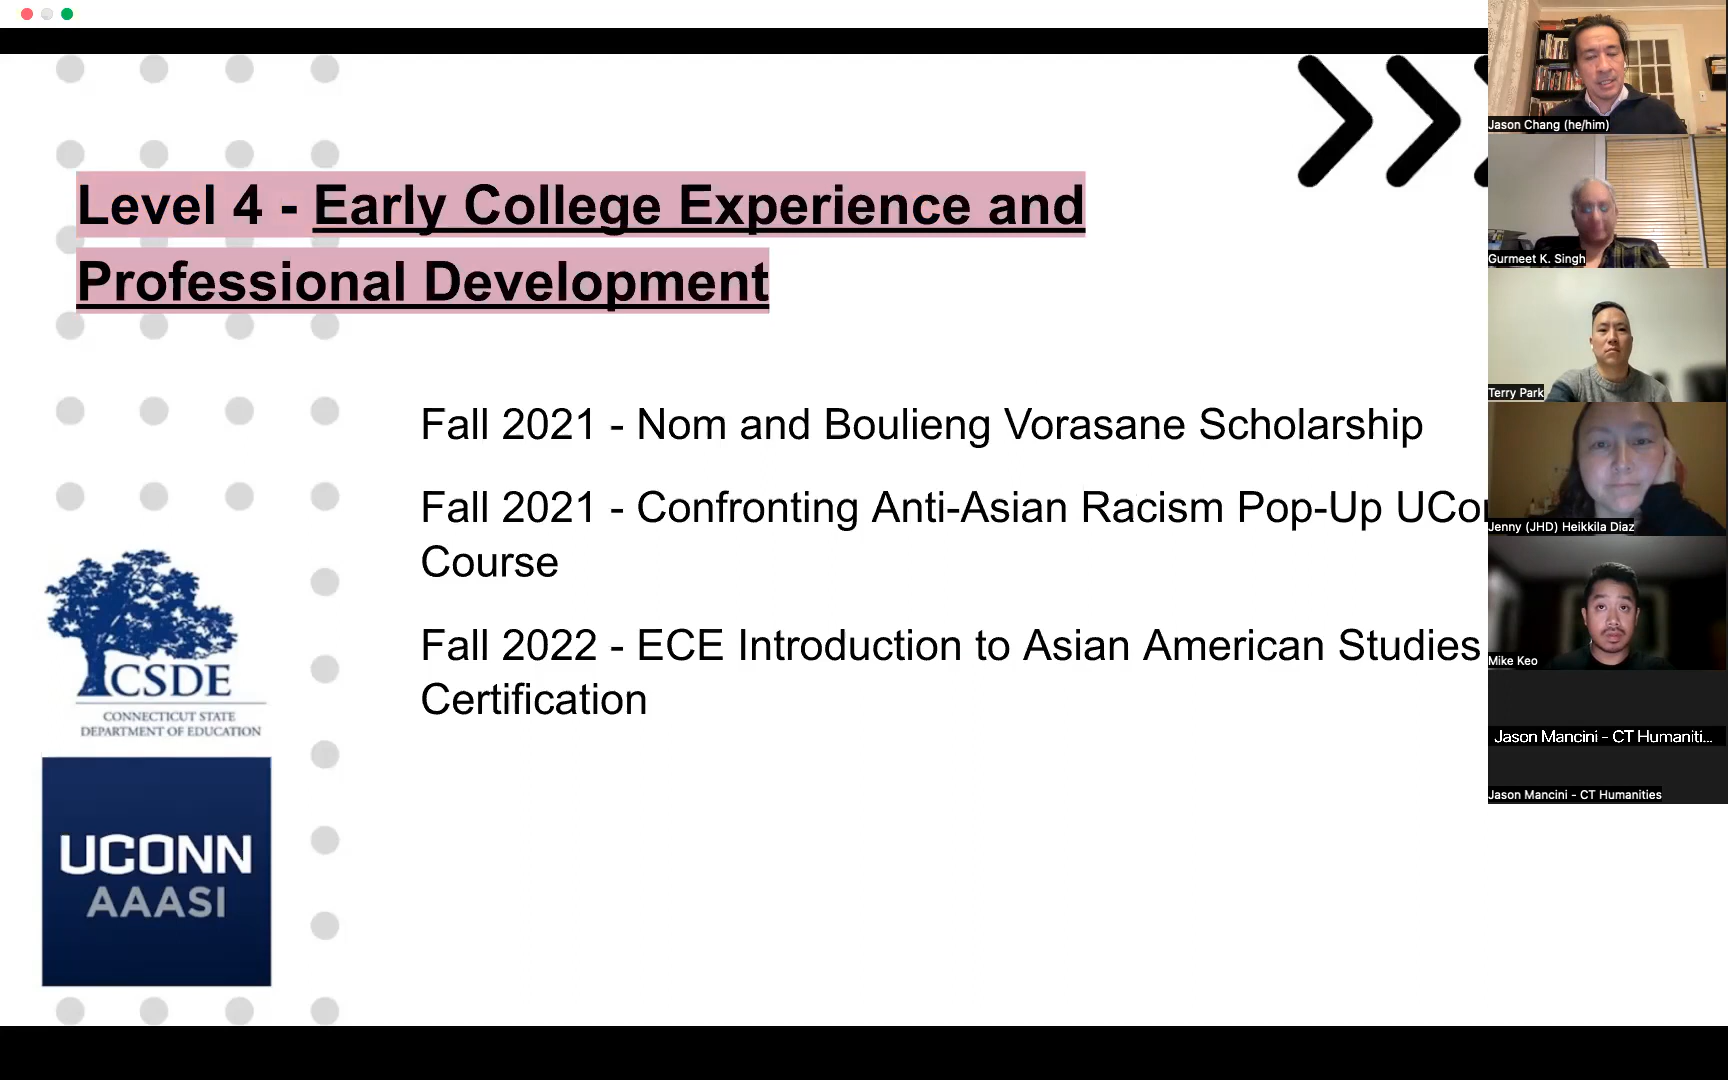 Level 4 - Early College Experience and
Professional Development
Fall 2021 - Nom and Boulieng Vorasane Scholarship
Fall 2021 - Confronting Anti-Asian Racism Pop-Up
Course
Fall 2022 - ECE Introduction to Asian American Studies
Certification
CSDE
CONNECTICUT STATE
DEPARTMENT OF EDUCATION
UCONN
AAASI
Jason Chang (he/him)
Gurmeet K. Singh
Terry Park
Jenny (JHD) Heikkila Diaz
Mike Keo
Jason Mancini - CT Humaniti...
Jason Mancini - CT Humanities